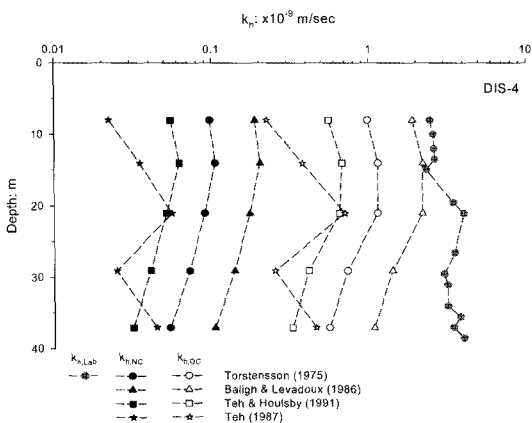 k_h: x10^-9 m/sec
0.01 0.1 1 10
0
DIS-4
10
20
30
40
Depth: m
k_h,Lab k_h,NC k_h,OC
Torstensson (1975)
Baligh & Levadoux (1986)
Teh & Houlsby (1991)
Teh (1987)